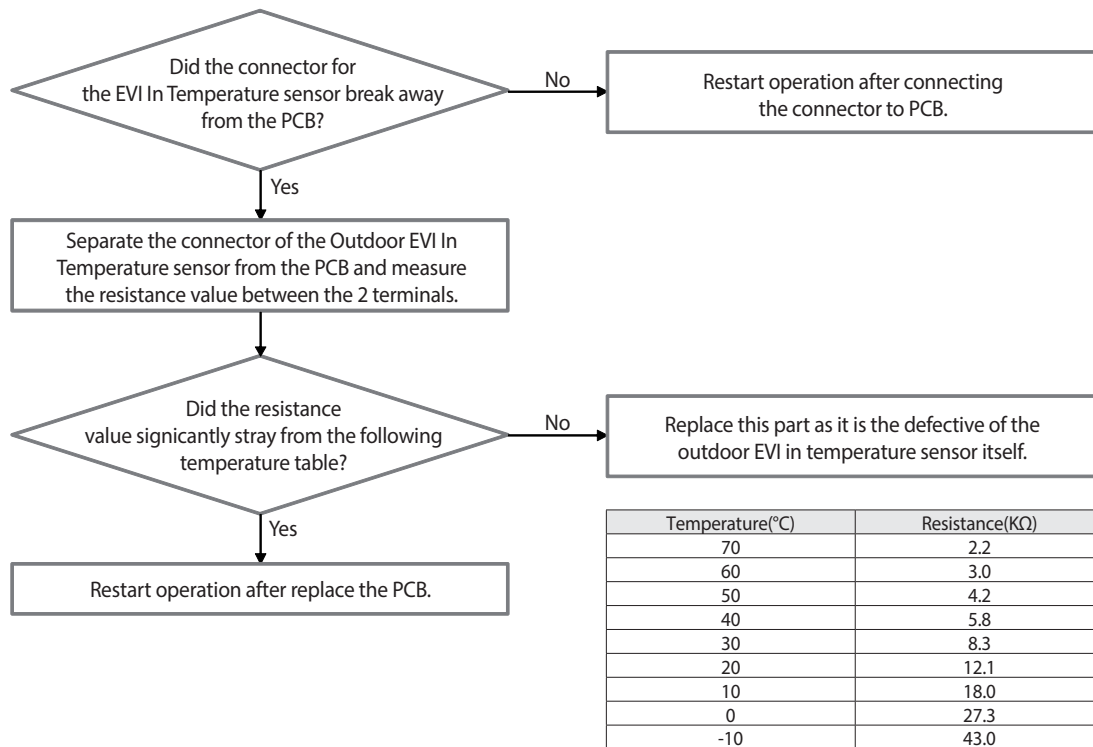 Did the connector for
the EVI In Temperature sensor break away
from the PCB?
No
Restart operation after connecting
the connector to PCB.
Yes
Separate the connector of the Outdoor EVI In
Temperature sensor from the PCB and measure
the resistance value between the 2 terminals.
Did the resistance
value signicantly stray from the following
temperature table?
No
Replace this part as it is the defective of the
outdoor EVI in temperature sensor itself.
Yes
Restart operation after replace the PCB.
Temperature(°C) Resistance(KΩ)
70 2.2
60 3.0
50 4.2
40 5.8
30 8.3
20 12.1
10 18.0
0 27.3
-10 43.0